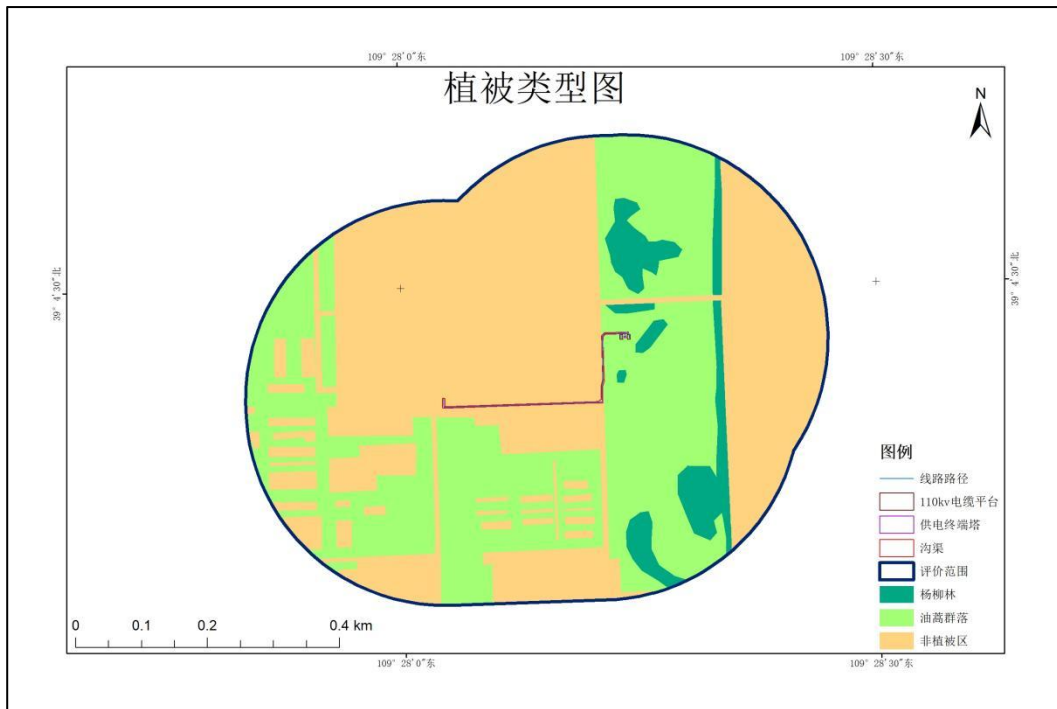 109° 28′0″东
109° 28′30″东
植被类型图
N
39° 4′30″北
39° 4′30″北
图例
线路路径
110kv电缆平台
供电终端塔
沟渠
评价范围
杨柳林
油蒿群落
非植被区
0 0.1 0.2 0.4 km
109° 28′0″东
109° 28′30″东